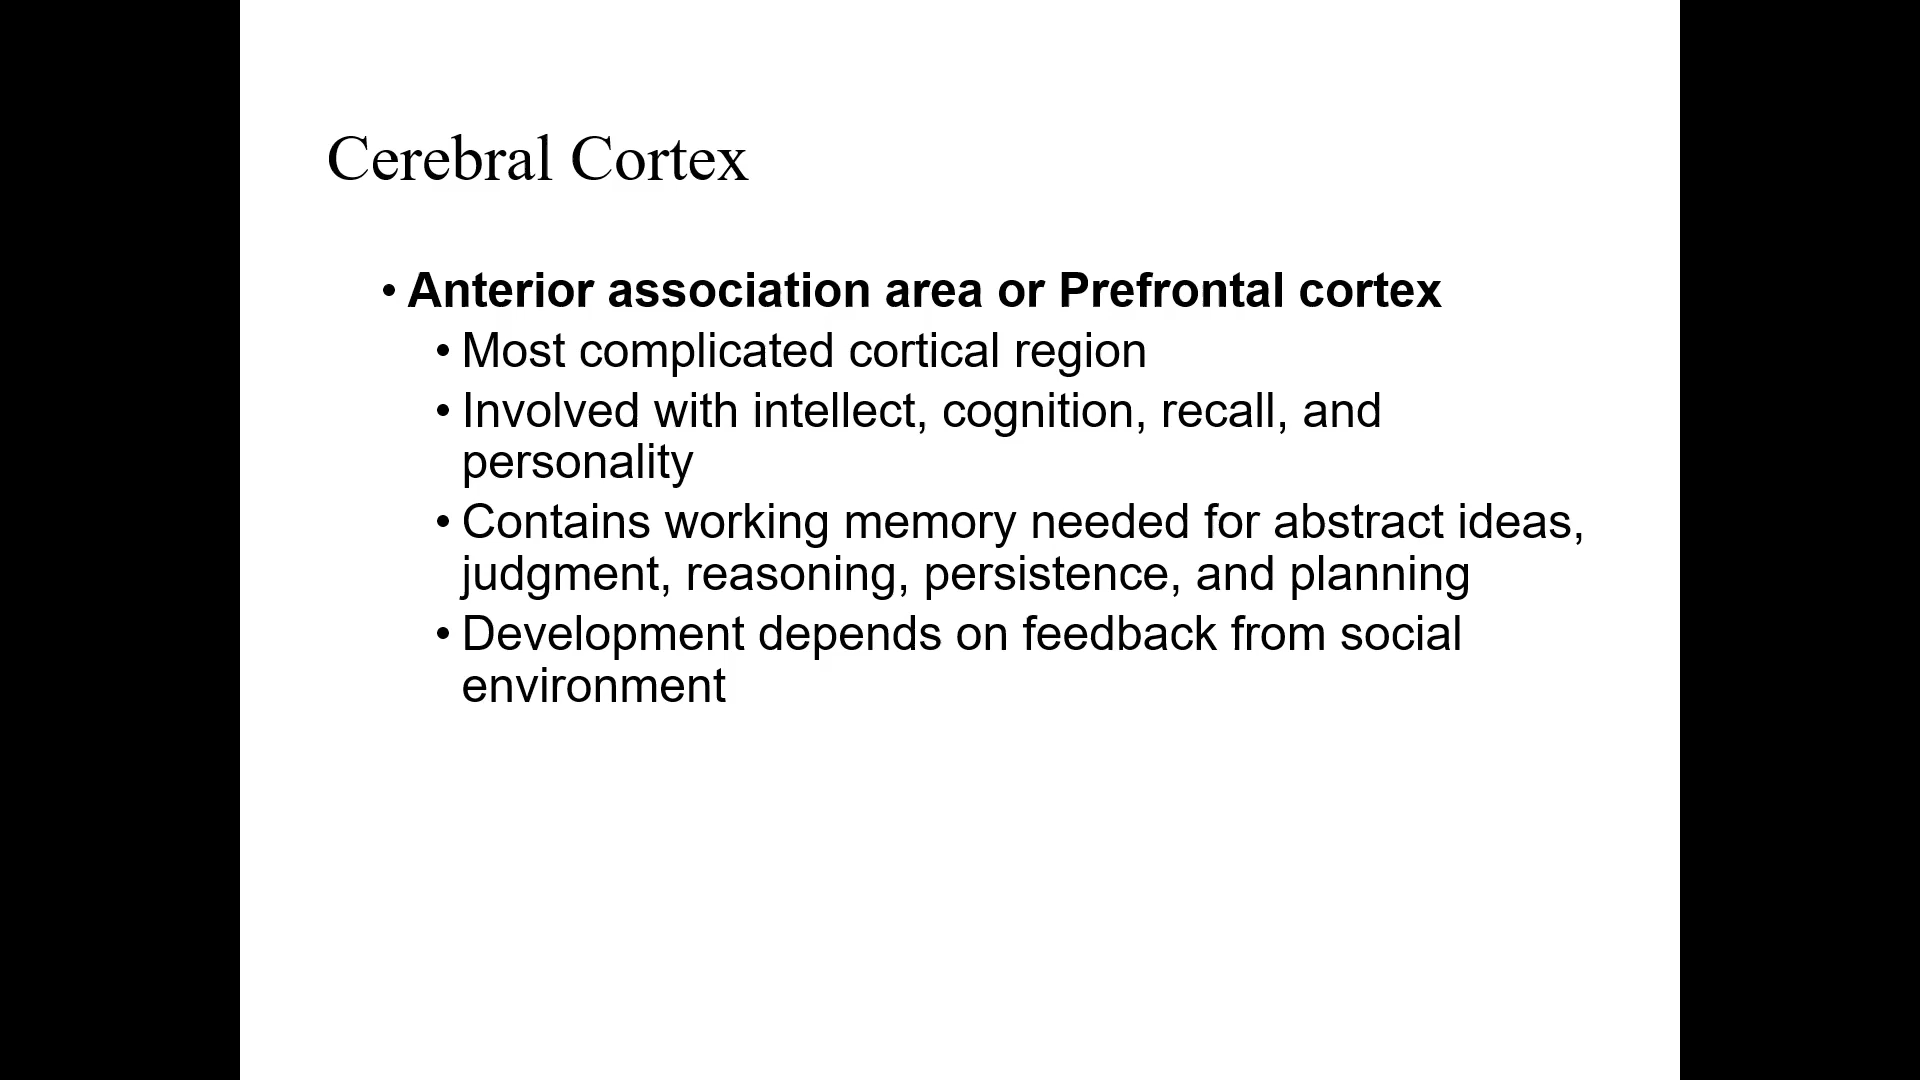 Cerebral Cortex
• Anterior association area or Prefrontal cortex
• Most complicated cortical region
• Involved with intellect, cognition, recall, and
personality
• Contains working memory needed for abstract ideas,
judgment, reasoning, persistence, and planning
• Development depends on feedback from social
environment